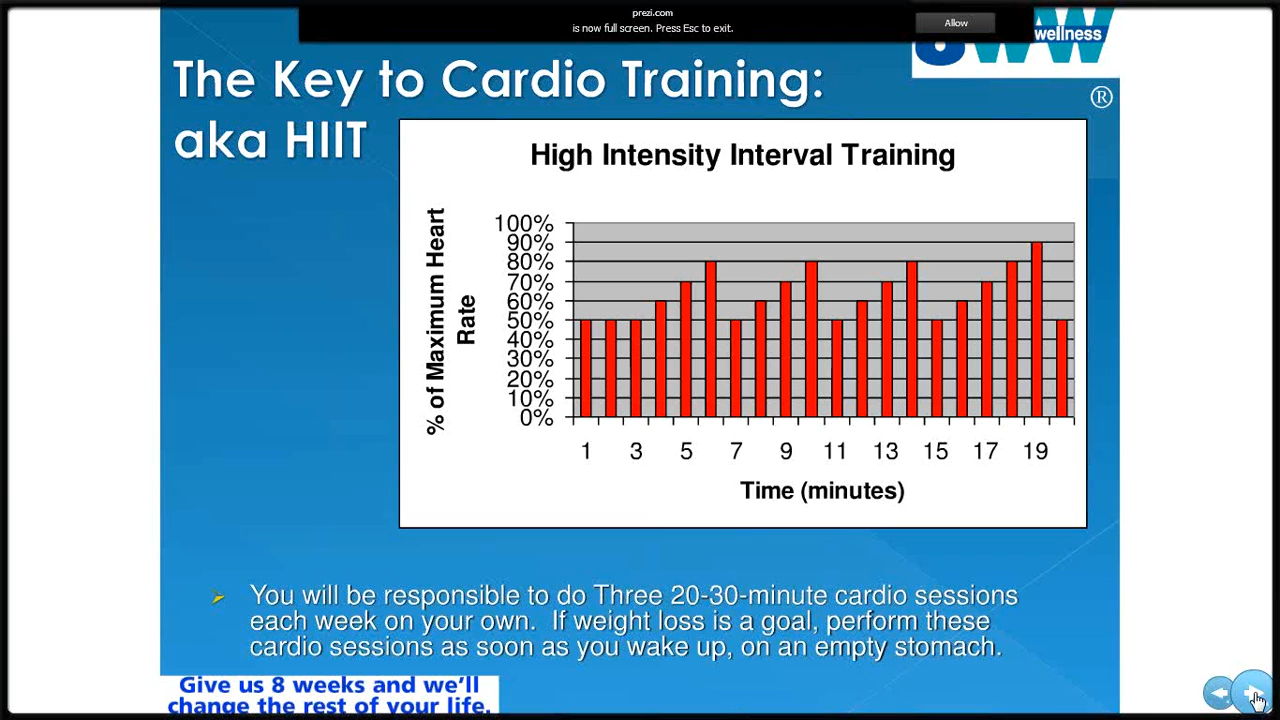 prezi.com
is now full screen. Press Esc to exit.
Allow
8WW
wellness
®
The Key to Cardio Training:
aka HIIT
High Intensity Interval Training
% of Maximum Heart
Rate
100%
90%
80%
70%
60%
50%
40%
30%
20%
10%
0%
1 3 5 7 9 11 13 15 17 19
Time (minutes)
You will be responsible to do Three 20-30-minute cardio sessions
each week on your own. If weight loss is a goal, perform these
cardio sessions as soon as you wake up, on an empty stomach.
Give us 8 weeks and we'll
change the rest of your life.